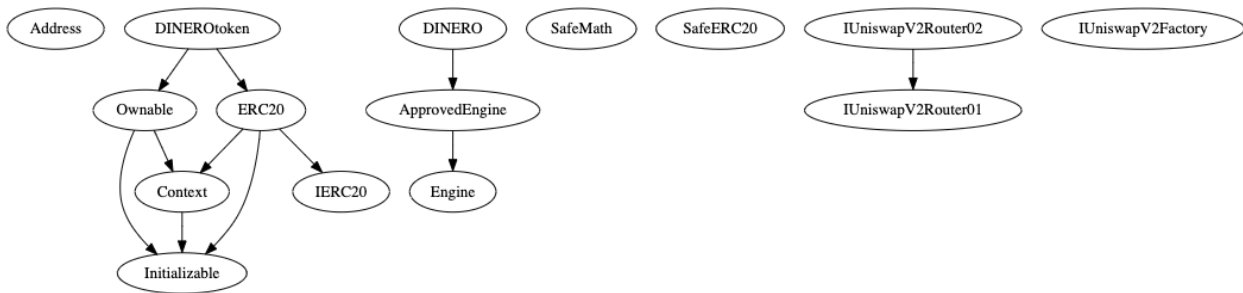 Address
DINEROtoken
DINERO
SafeMath
SafeERC20
IUniswapV2Router02
IUniswapV2Factory
Ownable
ERC20
ApprovedEngine
IUniswapV2Router01
Context
IERC20
Engine
Initializable